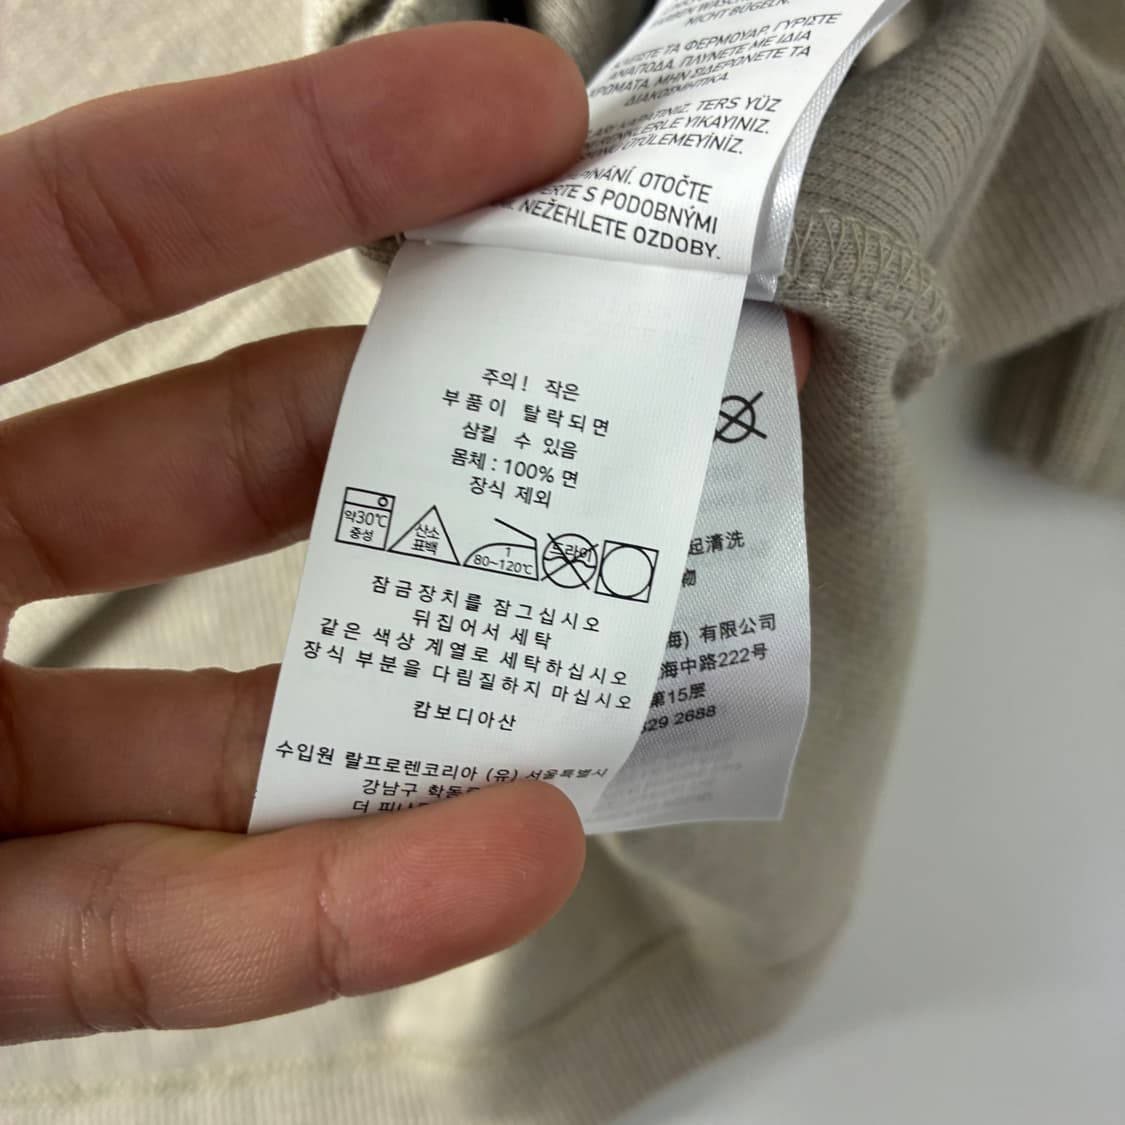 NICHT BÜGELN.
ΤΑ ΦΕΡΜΟΥΑΡ. ΓΥΡΙΣΤΕ
ΑΝΑΠΟΔΑ. ΠΛΥΝΕΤΕ ΜΕ ΙΔΙΑ
ΧΡΩΜΑΤΑ. ΜΗΝ ΣΙΔΕΡΩΝΕΤΕ ΤΑ
ΔΙΑΚΟΣΜΗΤΙΚΑ.
KAPATINIZ. TERS YÜZ
YIKAYINIZ.
ÜTÜLEMEYİNİZ.
OTOČTE
S PODOBNÝMI
NEŽEHLETE OZDOBY.
주의! 작은
부품이 탈락되면
삼킬 수 있음
몸체 : 100% 면
장식 제외
약30℃
중성
산소
표백
1
80~120℃
드라이
잠금장치를 잠그십시오
뒤집어서 세탁
같은 색상 계열로 세탁하십시오
장식 부분을 다림질하지 마십시오
캄보디아산
수입원 랄프로렌코리아 (유) 서울특별시
강남구
더
起清洗
物
海) 有限公司
海中路222号
第15层
829 2688